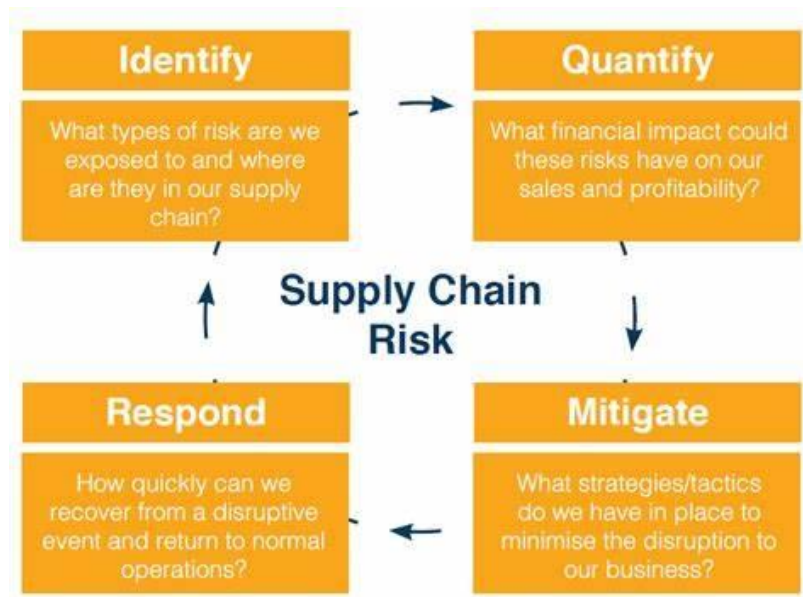 Identify
What types of risk are we
exposed to and where
are they in our supply
chain?
Quantify
What financial impact could
these risks have on our
sales and profitability?
Supply Chain
Risk
Respond
How quickly can we
recover from a disruptive
event and return to normal
operations?
Mitigate
What strategies/tactics
do we have in place to
minimise the disruption to
our business?